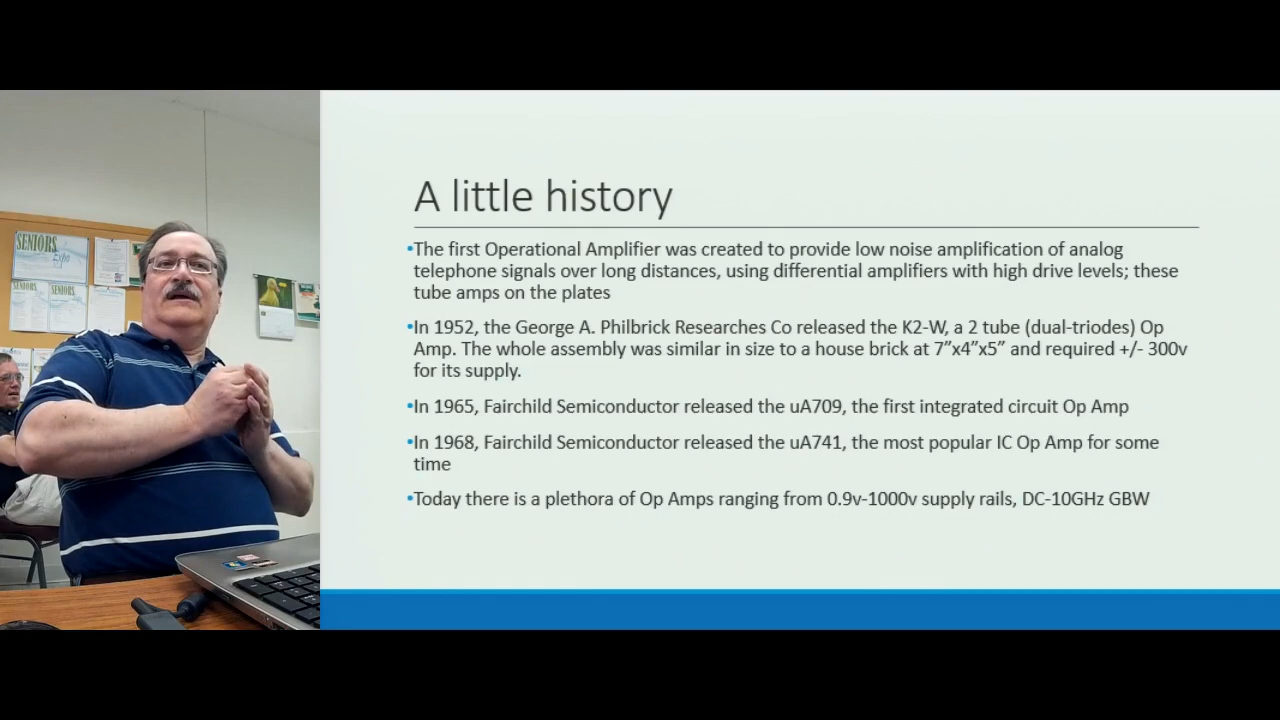 A little history
•The first Operational Amplifier was created to provide low noise amplification of analog
telephone signals over long distances, using differential amplifiers with high drive levels; these
tube amps on the plates
•In 1952, the George A. Philbrick Researches Co released the K2-W, a 2 tube (dual-triodes) Op
Amp. The whole assembly was similar in size to a house brick at 7”x4”x5” and required +/- 300v
for its supply.
•In 1965, Fairchild Semiconductor released the uA709, the first integrated circuit Op Amp
•In 1968, Fairchild Semiconductor released the uA741, the most popular IC Op Amp for some
time
•Today there is a plethora of Op Amps ranging from 0.9v-1000v supply rails, DC-10GHz GBW
SENIORS
Expo
SENIORS
SENIORS